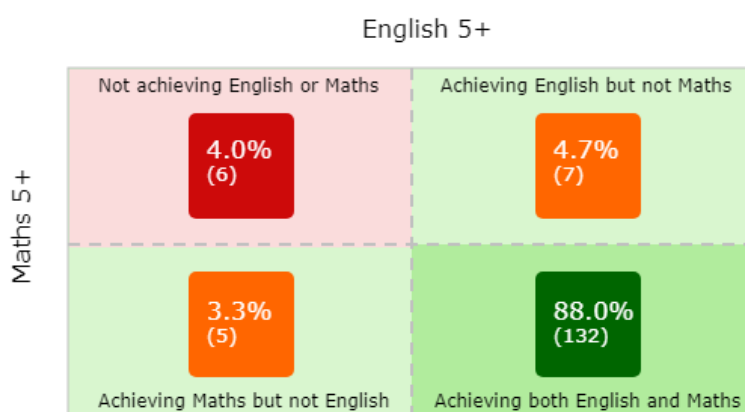 English 5+
Maths 5+
Not achieving English or Maths
4.0%
(6)
Achieving English but not Maths
4.7%
(7)
3.3%
(5)
Achieving Maths but not English
88.0%
(132)
Achieving both English and Maths